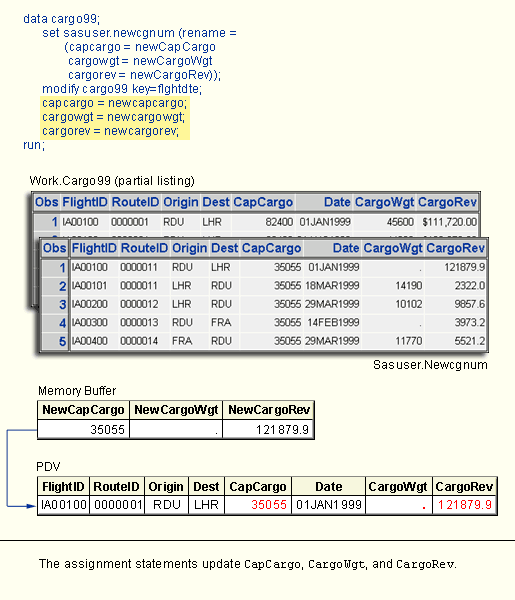 data cargo99;
set sasuser.newcgnum (rename =
(capcargo = newCapCargo
cargowgt = newCargoWgt
cargorev = newCargoRev));
modify cargo99 key=flghtdte;
capcargo = newcapcargo;
cargowgt = newcargowgt;
cargorev = newcargorev;
run;
Work.Cargo99 (partial listing)
Obs FlightID RouteID Origin Dest CapCargo Date CargoWgt CargoRev
1 IA00100 0000001 RDU LHR 82400 01JAN1999 45600 $111,720.00
Obs FlightID RouteID Origin Dest CapCargo Date CargoWgt CargoRev
1 IA00100 0000011 RDU LHR 35055 01JAN1999 . 121879.9
2 IA00101 0000011 LHR RDU 35055 18MAR1999 14190 2322.0
3 IA00200 0000012 LHR RDU 35055 29MAR1999 10102 9857.6
4 IA00300 0000013 RDU FRA 35055 14FEB1999 . 3973.2
5 IA00400 0000014 FRA RDU 35055 29MAR1999 11770 5521.2
Sasuser.Newcgnum
Memory Buffer
NewCapCargo NewCargoWgt NewCargoRev
35055 . 121879.9
PDV
FlightID RouteID Origin Dest CapCargo Date CargoWgt CargoRev
IA00100 0000001 RDU LHR 35055 01JAN1999 . 121879.9
The assignment statements update CapCargo, CargoWgt, and CargoRev.